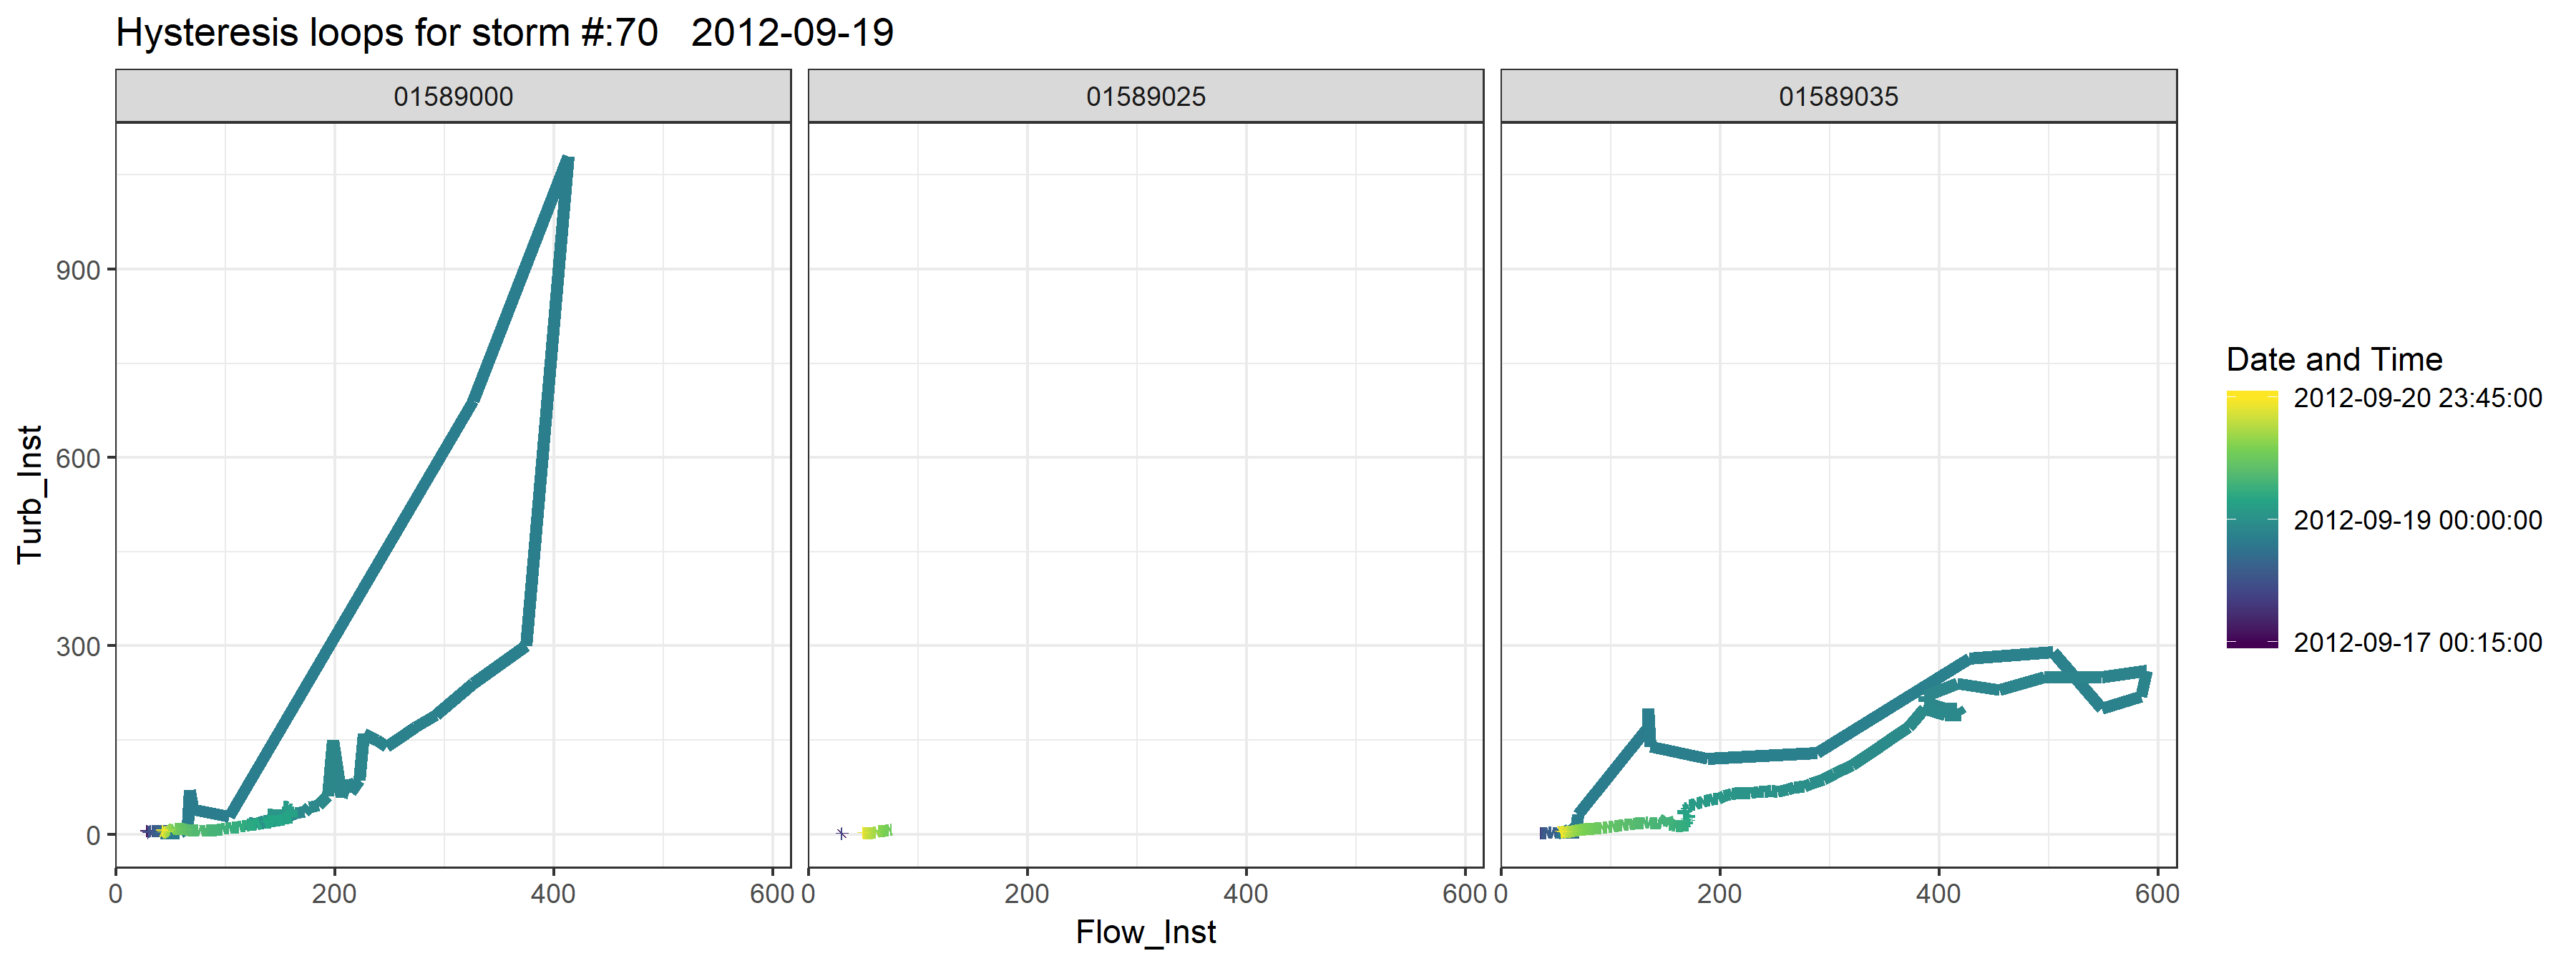 Hysteresis loops for storm #:70   2012-09-19
01589000 01589025 01589035
Turb_Inst
900
600
300
0
0 200 400 600 0 200 400 600 0 200 400 600
Flow_Inst
Date and Time
2012-09-20 23:45:00
2012-09-19 00:00:00
2012-09-17 00:15:00